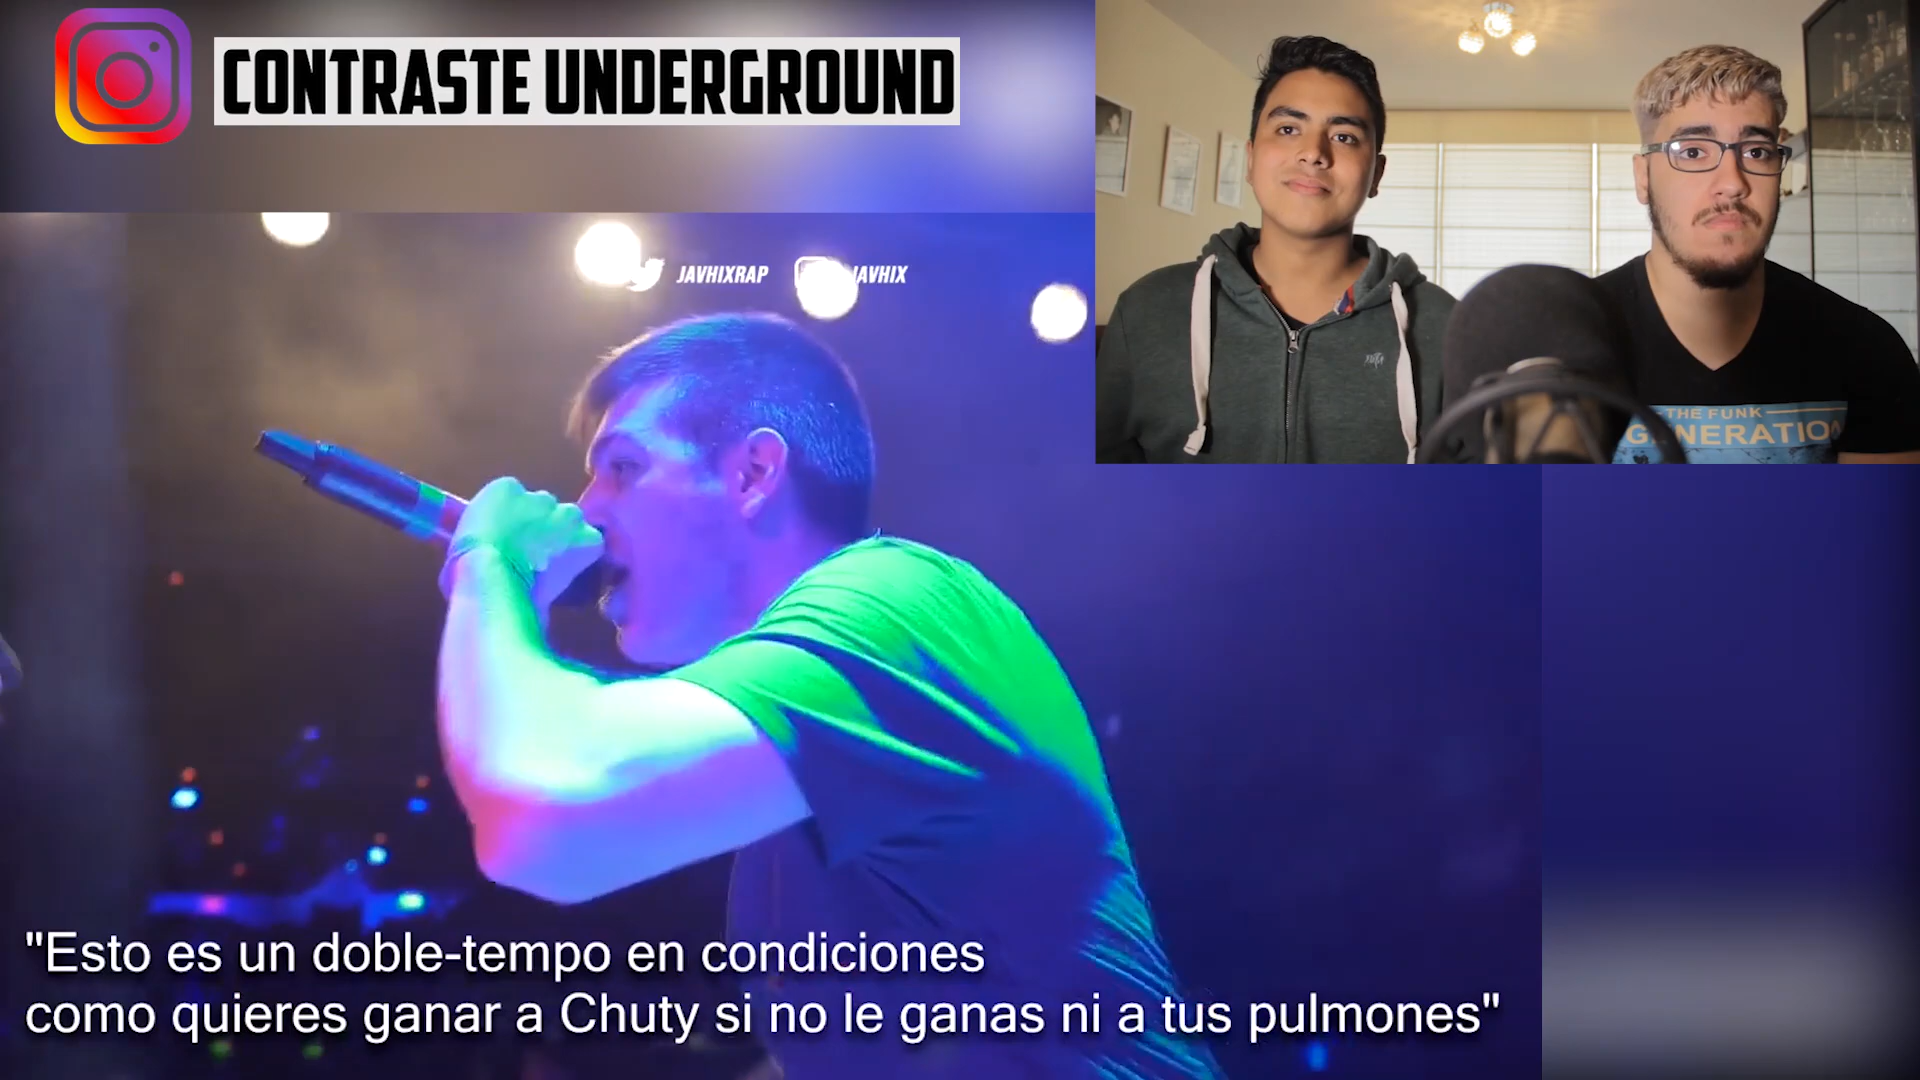 CONTRASTE UNDERGROUND
JAVHIXRAP
JAVHIX
THE FUNK
GENERATION
"Esto es un doble-tempo en condiciones
como quieres ganar a Chuty si no le ganas ni a tus pulmones"